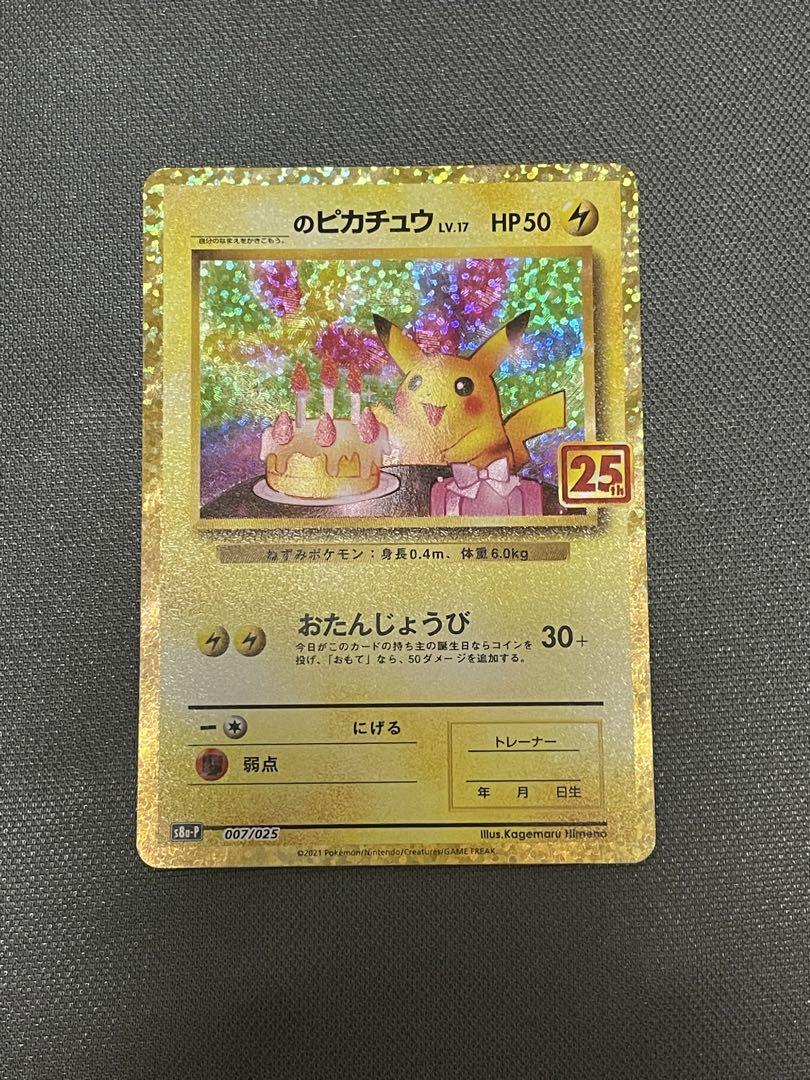 のピカチュウ LV.17 HP50
自分のなまえをかきこもう。
25th
ねずみポケモン：身長0.4m、体重6.0kg
おたんじょうび 30+
今日がこのカードの持ち主の誕生日ならコインを
投げ、「おもて」なら、50ダメージを追加する。
にげる
弱点
トレーナー
年 月 日生
s8a-P 007/025
Illus.Kagemaru Himeno
©2021 Pokémon/Nintendo/Creatures/GAME FREAK